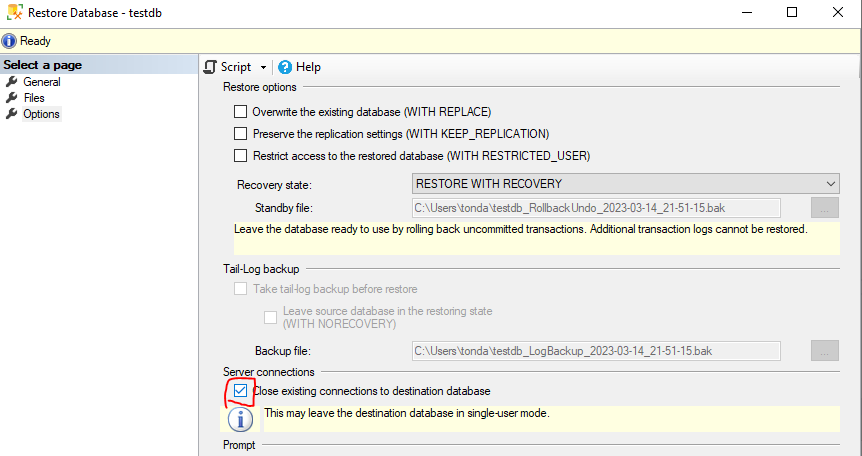 Restore Database - testdb
Ready
Select a page
General
Files
Options
Script
Help
Restore options
Overwrite the existing database (WITH REPLACE)
Preserve the replication settings (WITH KEEP_REPLICATION)
Restrict access to the restored database (WITH RESTRICTED_USER)
Recovery state: RESTORE WITH RECOVERY
Standby file: C:\Users\tonda\testdb_RollbackUndo_2023-03-14_21-51-15.bak ...
Leave the database ready to use by rolling back uncommitted transactions. Additional transaction logs cannot be restored.
Tail-Log backup
Take tail-log backup before restore
Leave source database in the restoring state
(WITH NORECOVERY)
Backup file: C:\Users\tonda\testdb_LogBackup_2023-03-14_21-51-15.bak ...
Server connections
Close existing connections to destination database
This may leave the destination database in single-user mode.
Prompt